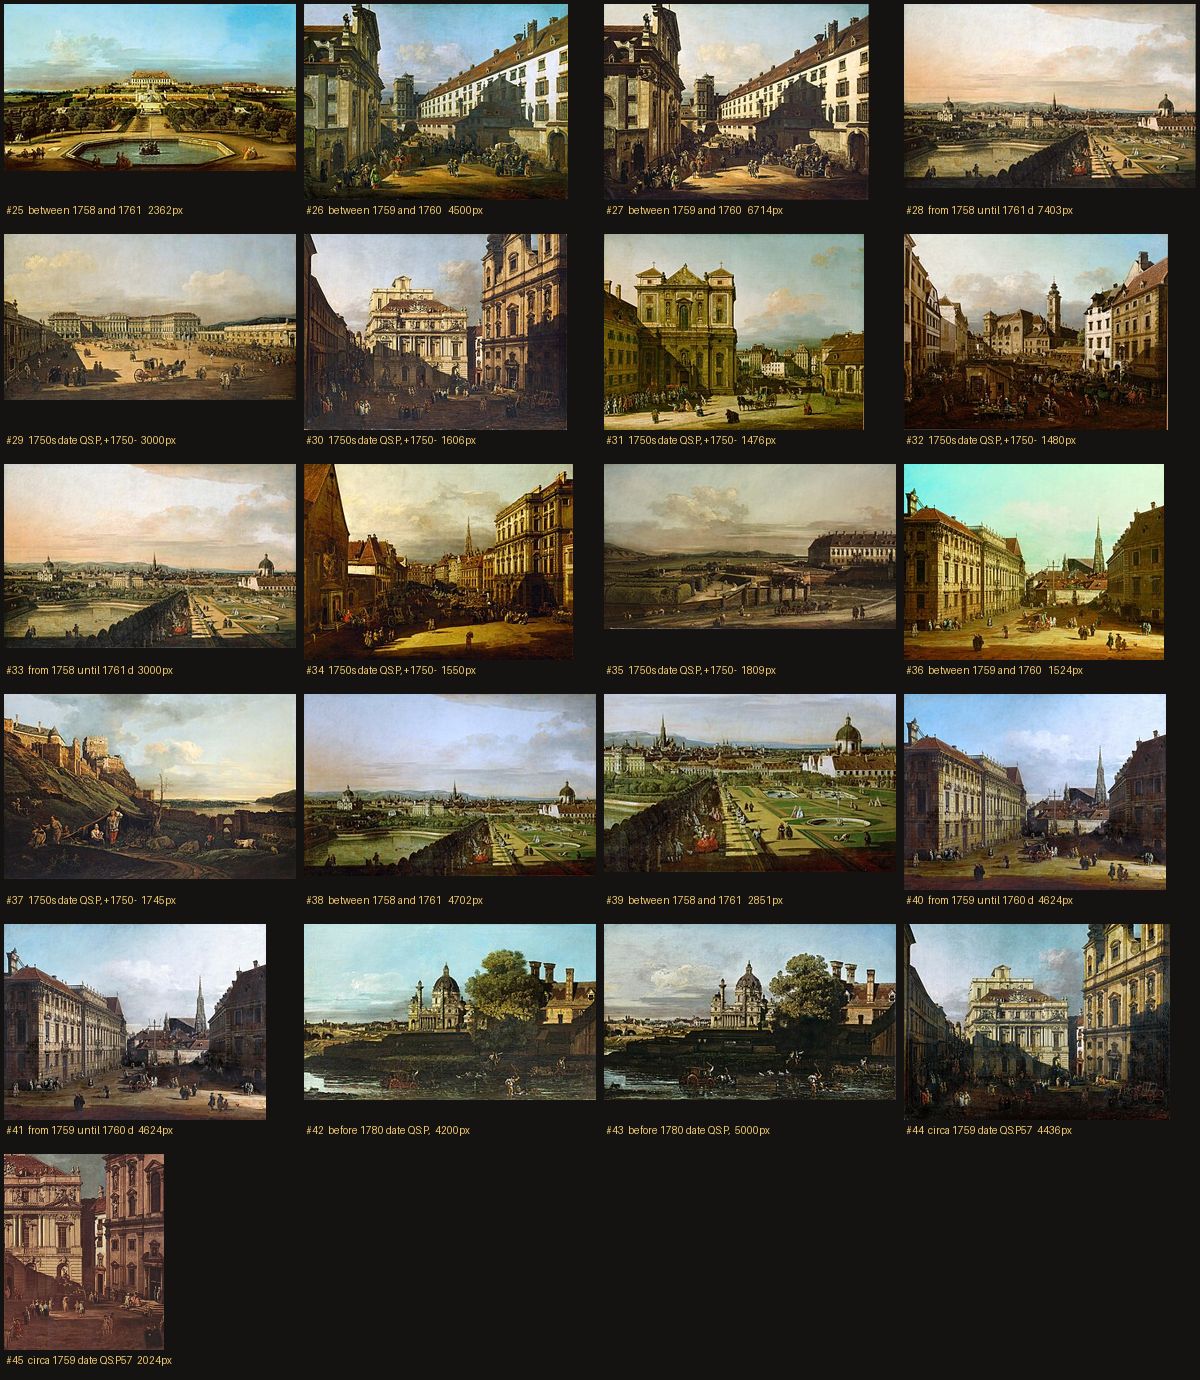 #25 between 1758 and 1761 2362px
#26 between 1759 and 1760 4500px
#27 between 1759 and 1760 6714px
#28 from 1758 until 1761 d 7403px
#29 1750s date QS:P,+1750- 3000px
#30 1750s date QS:P,+1750- 1606px
#31 1750s date QS:P,+1750- 1476px
#32 1750s date QS:P,+1750- 1480px
#33 from 1758 until 1761 d 3000px
#34 1750s date QS:P,+1750- 1550px
#35 1750s date QS:P,+1750- 1809px
#36 between 1759 and 1760 1524px
#37 1750s date QS:P,+1750- 1745px
#38 between 1758 and 1761 4702px
#39 between 1758 and 1761 2851px
#40 from 1759 until 1760 d 4624px
#41 from 1759 until 1760 d 4624px
#42 before 1780 date QS:P, 4200px
#43 before 1780 date QS:P, 5000px
#44 circa 1759 date QS:P57 4436px
#45 circa 1759 date QS:P57 2024px